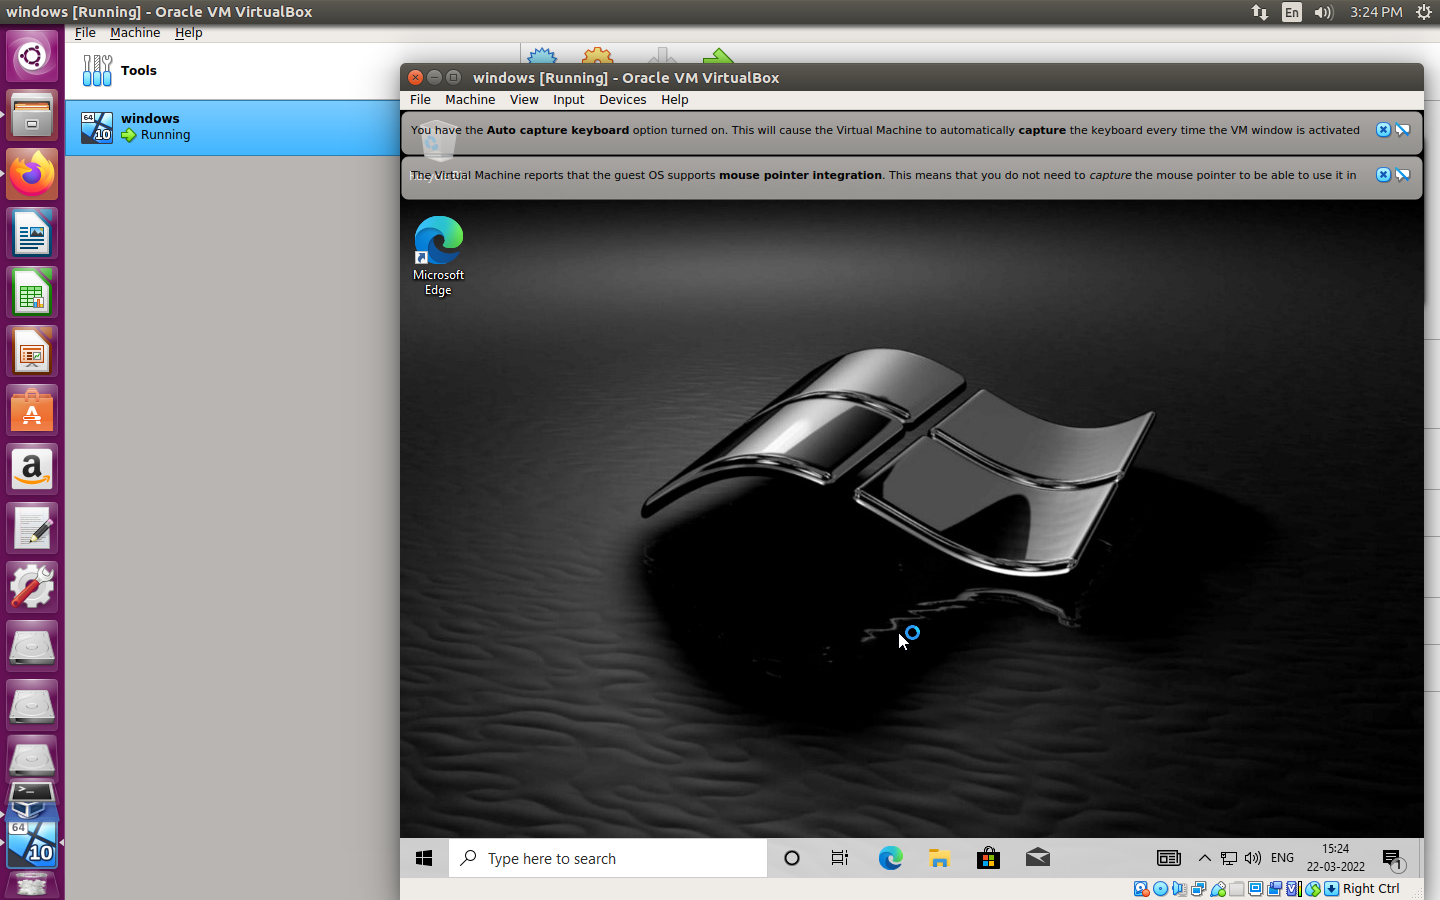 windows [Running] - Oracle VM VirtualBox
En
3:24 PM
File Machine Help
Tools
windows
Running
64
10
windows [Running] - Oracle VM VirtualBox
File Machine View Input Devices Help
You have the Auto capture keyboard option turned on. This will cause the Virtual Machine to automatically capture the keyboard every time the VM window is activated
The Virtual Machine reports that the guest OS supports mouse pointer integration. This means that you do not need to capture the mouse pointer to be able to use it in
Microsoft
Edge
64
10
Type here to search
ENG
15:24
22-03-2022
1
Right Ctrl